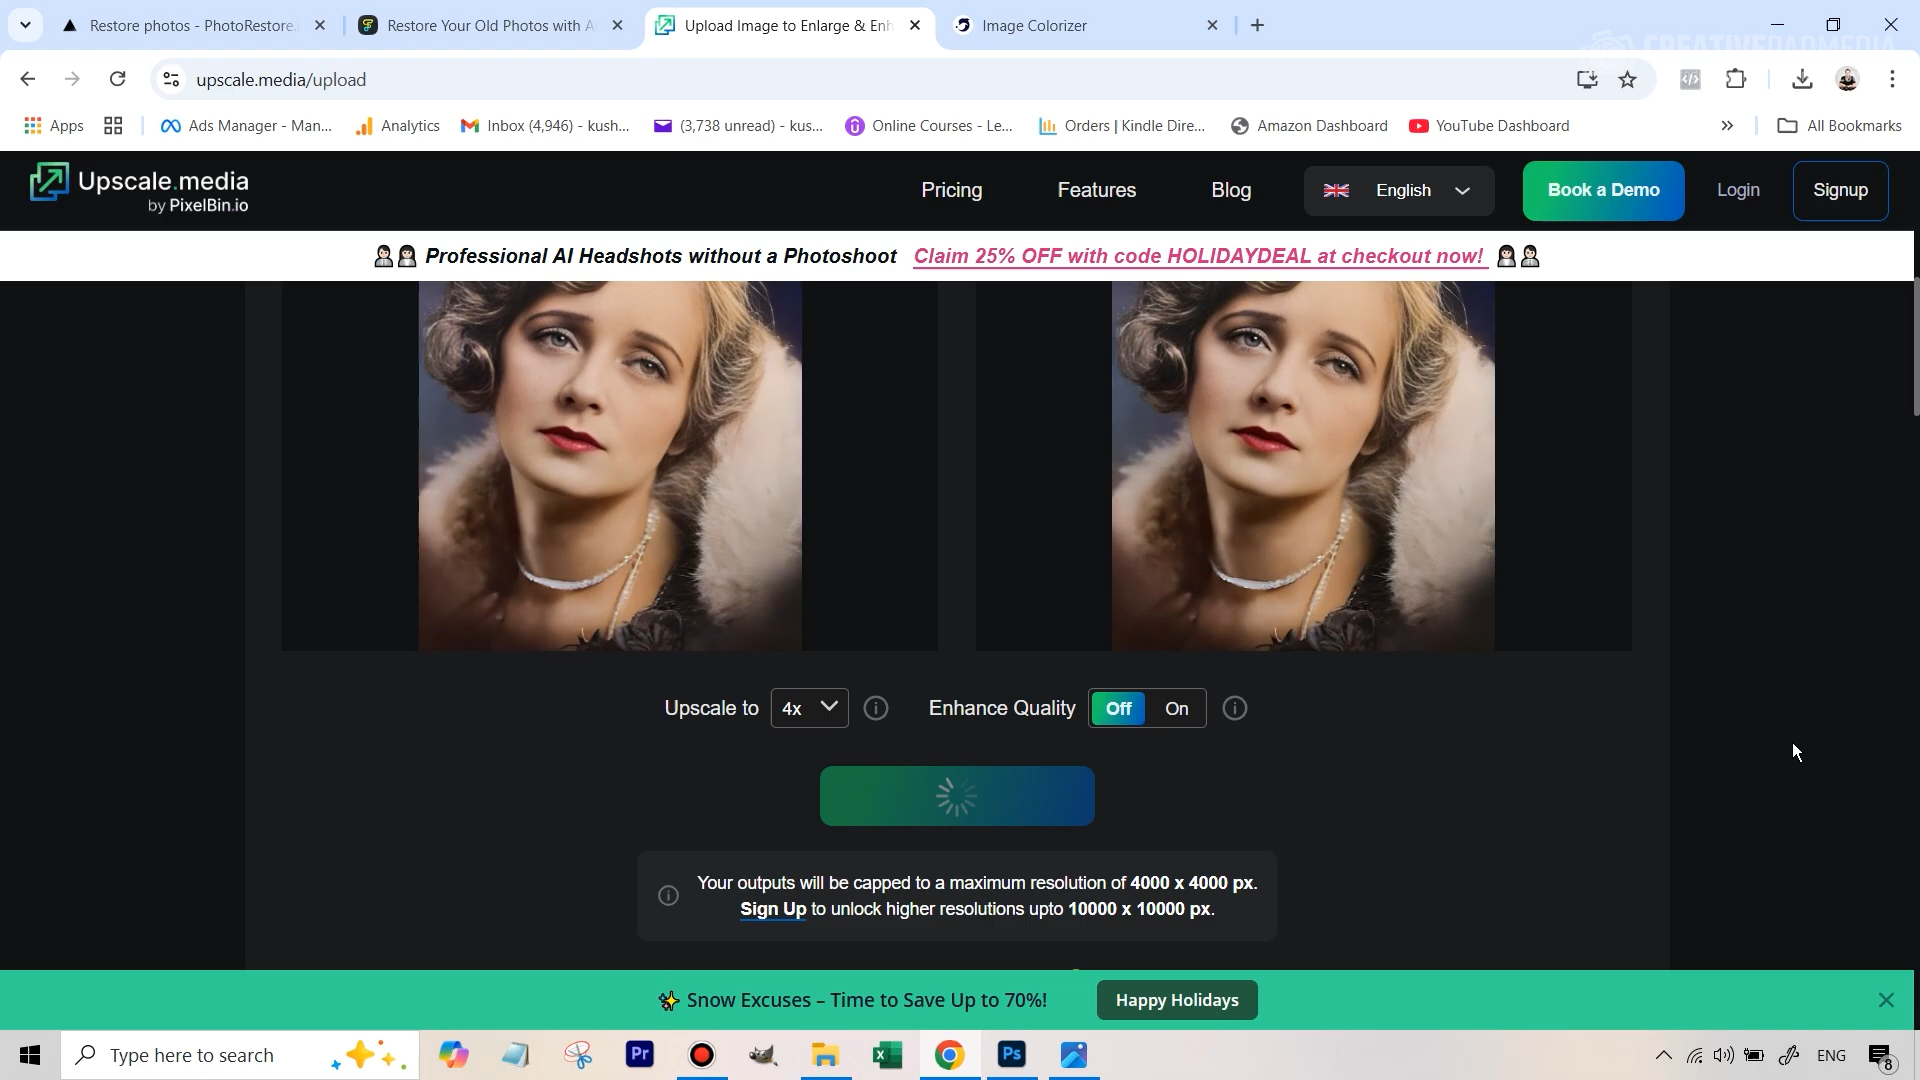 Restore photos - PhotoRestore.
Restore Your Old Photos with A
Upload Image to Enlarge & Enh
Image Colorizer
CREATIVEPADMEDIA
upscale.media/upload
Apps
Ads Manager - Man...
Analytics
Inbox (4,946) - kush...
(3,738 unread) - kus...
Online Courses - Le...
Orders | Kindle Dire...
Amazon Dashboard
YouTube Dashboard
All Bookmarks
Upscale.media
by PixelBin.io
Pricing
Features
Blog
English
Book a Demo
Login
Signup
Professional AI Headshots without a Photoshoot Claim 25% OFF with code HOLIDAYDEAL at checkout now!
Upscale to 4x
Enhance Quality Off On
Your outputs will be capped to a maximum resolution of 4000 x 4000 px.
Sign Up to unlock higher resolutions upto 10000 x 10000 px.
Snow Excuses – Time to Save Up to 70%!
Happy Holidays
Type here to search
Pr
Ps
ENG
8